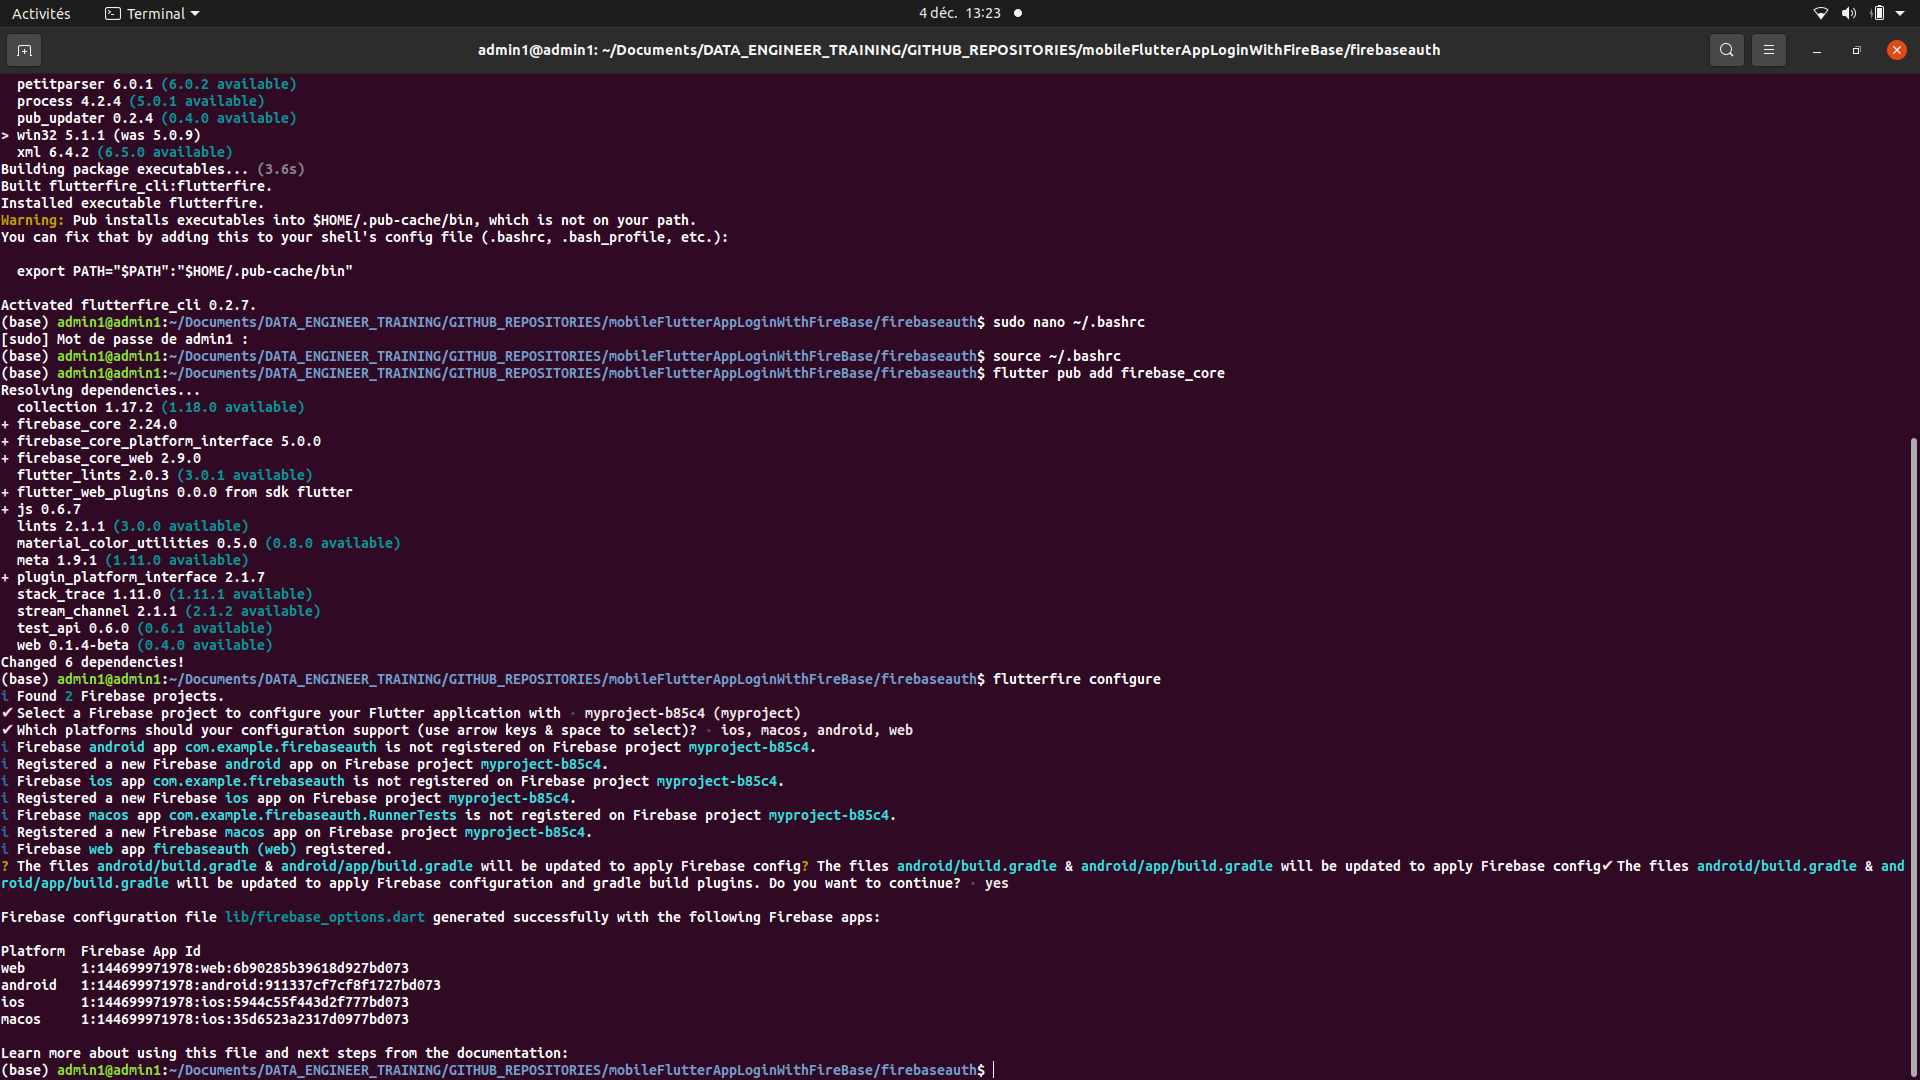 Activités
Terminal
4 déc.  13:23
admin1@admin1: ~/Documents/DATA_ENGINEER_TRAINING/GITHUB_REPOSITORIES/mobileFlutterAppLoginWithFireBase/firebaseauth
  petitparser 6.0.1 (6.0.2 available)
  process 4.2.4 (5.0.1 available)
  pub_updater 0.2.4 (0.4.0 available)
> win32 5.1.1 (was 5.0.9)
  xml 6.4.2 (6.5.0 available)
Building package executables... (3.6s)
Built flutterfire_cli:flutterfire.
Installed executable flutterfire.
Warning: Pub installs executables into $HOME/.pub-cache/bin, which is not on your path.
You can fix that by adding this to your shell's config file (.bashrc, .bash_profile, etc.):
  export PATH="$PATH":"$HOME/.pub-cache/bin"
Activated flutterfire_cli 0.2.7.
(base) admin1@admin1:~/Documents/DATA_ENGINEER_TRAINING/GITHUB_REPOSITORIES/mobileFlutterAppLoginWithFireBase/firebaseauth$ sudo nano ~/.bashrc
[sudo] Mot de passe de admin1 :
(base) admin1@admin1:~/Documents/DATA_ENGINEER_TRAINING/GITHUB_REPOSITORIES/mobileFlutterAppLoginWithFireBase/firebaseauth$ source ~/.bashrc
(base) admin1@admin1:~/Documents/DATA_ENGINEER_TRAINING/GITHUB_REPOSITORIES/mobileFlutterAppLoginWithFireBase/firebaseauth$ flutter pub add firebase_core
Resolving dependencies...
  collection 1.17.2 (1.18.0 available)
+ firebase_core 2.24.0
+ firebase_core_platform_interface 5.0.0
+ firebase_core_web 2.9.0
  flutter_lints 2.0.3 (3.0.1 available)
+ flutter_web_plugins 0.0.0 from sdk flutter
+ js 0.6.7
  lints 2.1.1 (3.0.0 available)
  material_color_utilities 0.5.0 (0.8.0 available)
  meta 1.9.1 (1.11.0 available)
+ plugin_platform_interface 2.1.7
  stack_trace 1.11.0 (1.11.1 available)
  stream_channel 2.1.1 (2.1.2 available)
  test_api 0.6.0 (0.6.1 available)
  web 0.1.4-beta (0.4.0 available)
Changed 6 dependencies!
(base) admin1@admin1:~/Documents/DATA_ENGINEER_TRAINING/GITHUB_REPOSITORIES/mobileFlutterAppLoginWithFireBase/firebaseauth$ flutterfire configure
i Found 2 Firebase projects.
✔ Select a Firebase project to configure your Flutter application with · myproject-b85c4 (myproject)
✔ Which platforms should your configuration support (use arrow keys & space to select)? · ios, macos, android, web
i Firebase android app com.example.firebaseauth is not registered on Firebase project myproject-b85c4.
i Registered a new Firebase android app on Firebase project myproject-b85c4.
i Firebase ios app com.example.firebaseauth is not registered on Firebase project myproject-b85c4.
i Registered a new Firebase ios app on Firebase project myproject-b85c4.
i Firebase macos app com.example.firebaseauth.RunnerTests is not registered on Firebase project myproject-b85c4.
i Registered a new Firebase macos app on Firebase project myproject-b85c4.
i Firebase web app firebaseauth (web) registered.
? The files android/build.gradle & android/app/build.gradle will be updated to apply Firebase config? The files android/build.gradle & android/app/build.gradle will be updated to apply Firebase config✔ The files android/build.gradle & and
roid/app/build.gradle will be updated to apply Firebase configuration and gradle build plugins. Do you want to continue? · yes
Firebase configuration file lib/firebase_options.dart generated successfully with the following Firebase apps:
Platform  Firebase App Id
web       1:144699971978:web:6b90285b39618d927bd073
android   1:144699971978:android:911337cf7cf8f1727bd073
ios       1:144699971978:ios:5944c55f443d2f777bd073
macos     1:144699971978:ios:35d6523a2317d0977bd073
Learn more about using this file and next steps from the documentation:
(base) admin1@admin1:~/Documents/DATA_ENGINEER_TRAINING/GITHUB_REPOSITORIES/mobileFlutterAppLoginWithFireBase/firebaseauth$